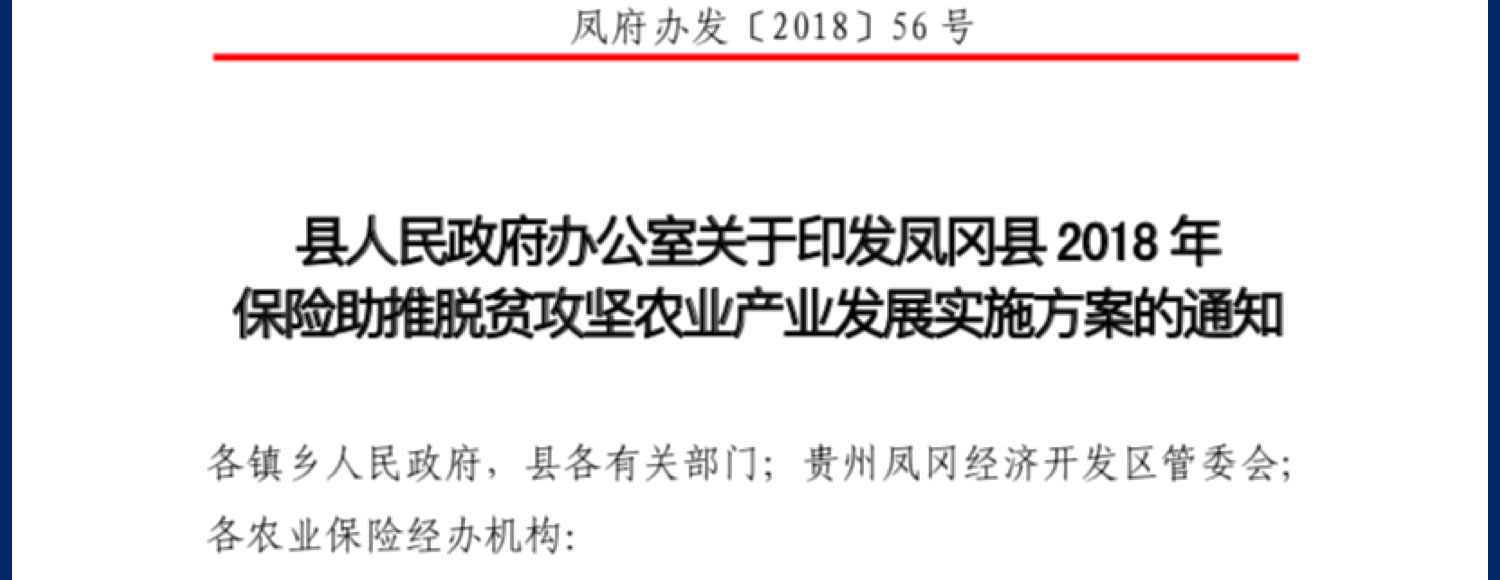 凤府办发〔2018〕56 号
县人民政府办公室关于印发凤冈县 2018 年
保险助推脱贫攻坚农业产业发展实施方案的通知
各镇乡人民政府，县各有关部门；贵州凤冈经济开发区管委会；
各农业保险经办机构：